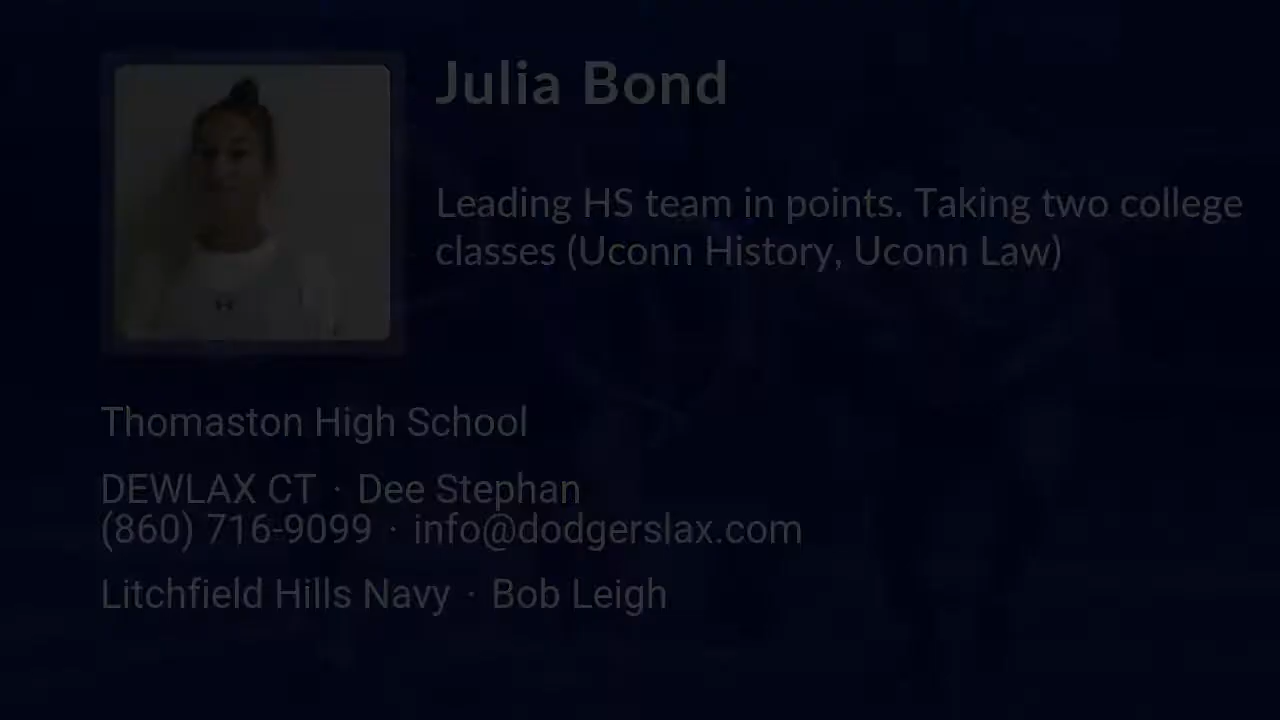 Julia Bond
Leading HS team in points. Taking two college
classes (Uconn History, Uconn Law)
Thomaston High School
DEWLAX CT · Dee Stephan
(860) 716-9099 · info@dodgerslax.com
Litchfield Hills Navy · Bob Leigh